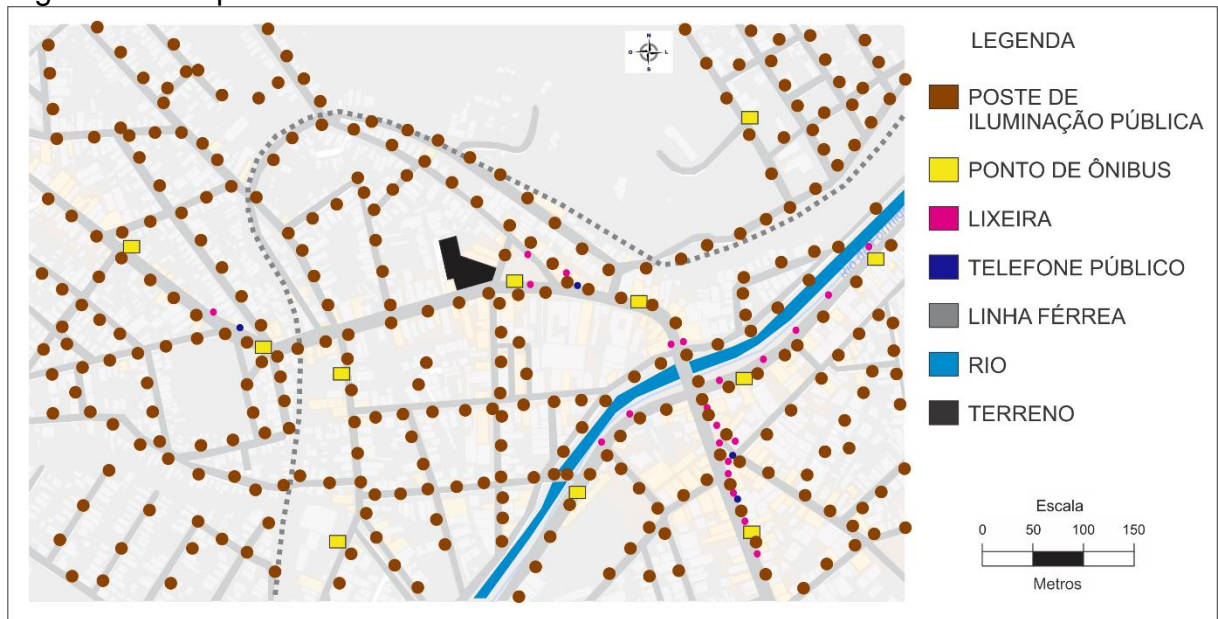 N
O L
S
LEGENDA
POSTE DE
ILUMINAÇÃO PÚBLICA
PONTO DE ÔNIBUS
LIXEIRA
TELEFONE PÚBLICO
LINHA FÉRREA
RIO
TERRENO
Escala
0 50 100 150
Metros